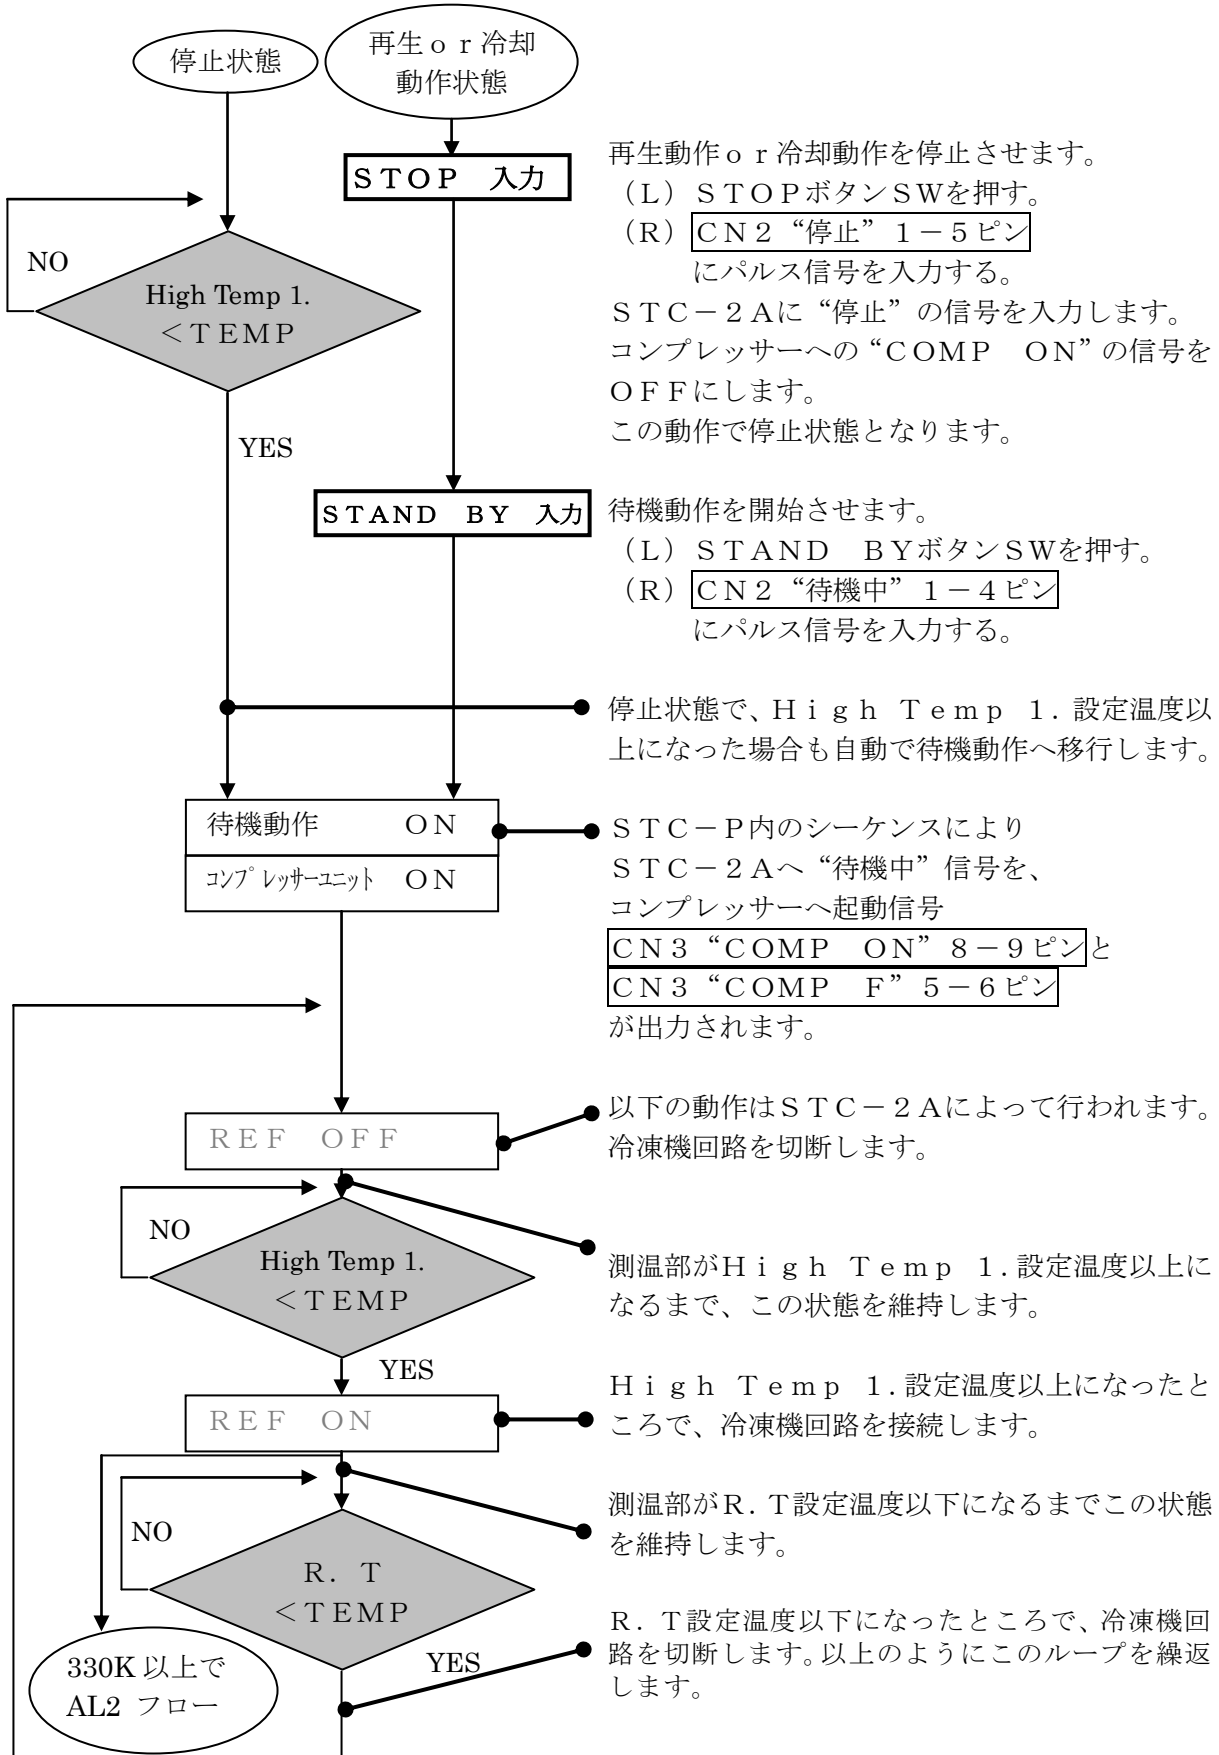 停止状態
再生ｏｒ冷却
動作状態
ＳＴＯＰ　入力
再生動作ｏｒ冷却動作を停止させます。
（Ｌ）ＳＴＯＰボタンＳＷを押す。
（Ｒ）ＣＮ２“停止”１－５ピン
にパルス信号を入力する。
ＳＴＣ－２Ａに“停止”の信号を入力します。
コンプレッサーへの“ＣＯＭＰ　ＯＮ”の信号を
ＯＦＦにします。
この動作で停止状態となります。
NO
High Temp 1.
＜ＴＥＭＰ
YES
ＳＴＡＮＤ　ＢＹ　入力
待機動作を開始させます。
（Ｌ）ＳＴＡＮＤ　ＢＹボタンＳＷを押す。
（Ｒ）ＣＮ２“待機中”１－４ピン
にパルス信号を入力する。
停止状態で、Ｈｉｇｈ　Ｔｅｍｐ　１．設定温度以
上になった場合も自動で待機動作へ移行します。
待機動作　　　ＯＮ
ｺﾝﾌﾟﾚｯｻｰﾕﾆｯﾄ　ＯＮ
ＳＴＣ－Ｐ内のシーケンスにより
ＳＴＣ－２Ａへ“待機中”信号を、
コンプレッサーへ起動信号
ＣＮ３“ＣＯＭＰ　ＯＮ”８－９ピンと
ＣＮ３“ＣＯＭＰ　Ｆ”５－６ピン
が出力されます。
ＲＥＦ　ＯＦＦ
以下の動作はＳＴＣ－２Ａによって行われます。
冷凍機回路を切断します。
NO
High Temp 1.
＜ＴＥＭＰ
YES
測温部がＨｉｇｈ　Ｔｅｍｐ　１．設定温度以上に
なるまで、この状態を維持します。
ＲＥＦ　ＯＮ
Ｈｉｇｈ　Ｔｅｍｐ　１．設定温度以上になったと
ころで、冷凍機回路を接続します。
NO
Ｒ．Ｔ
＜ＴＥＭＰ
YES
測温部がＲ．Ｔ設定温度以下になるまでこの状態
を維持します。
330K 以上で
AL2 フロー
Ｒ．Ｔ設定温度以下になったところで、冷凍機回
路を切断します。以上のようにこのループを繰返
します。